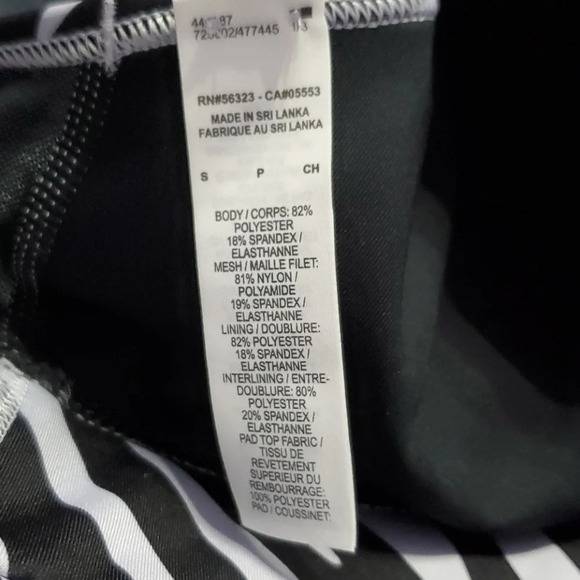 1/3
RN#56323 - CA#05553
MADE IN SRI LANKA
FABRIQUE AU SRI LANKA
S P CH
BODY / CORPS: 82%
POLYESTER
18% SPANDEX /
ELASTHANNE
MESH / MAILLE FILET:
81% NYLON /
POLYAMIDE
19% SPANDEX /
ELASTHANNE
LINING / DOUBLURE:
82% POLYESTER
18% SPANDEX /
ELASTHANNE
INTERLINING / ENTRE-
DOUBLURE: 80%
POLYESTER
20% SPANDEX /
ELASTHANNE
PAD TOP FABRIC /
TISSU DE
REVETEMENT
SUPERIEUR DU
REMBOURRAGE:
100% POLYESTER
PAD / COUSSINET: